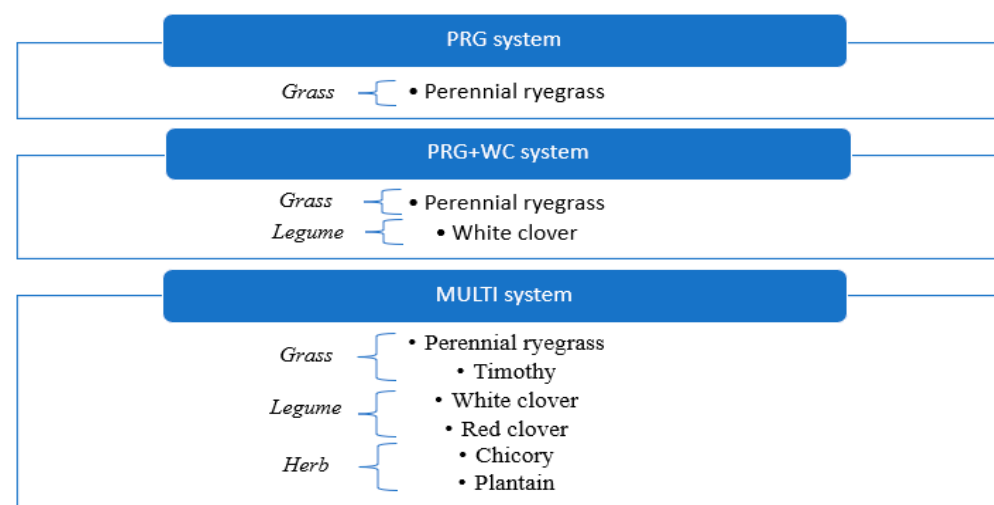 PRG system
Grass • Perennial ryegrass
PRG+WC system
Grass • Perennial ryegrass
Legume • White clover
MULTI system
Grass • Perennial ryegrass
• Timothy
Legume • White clover
• Red clover
Herb • Chicory
• Plantain